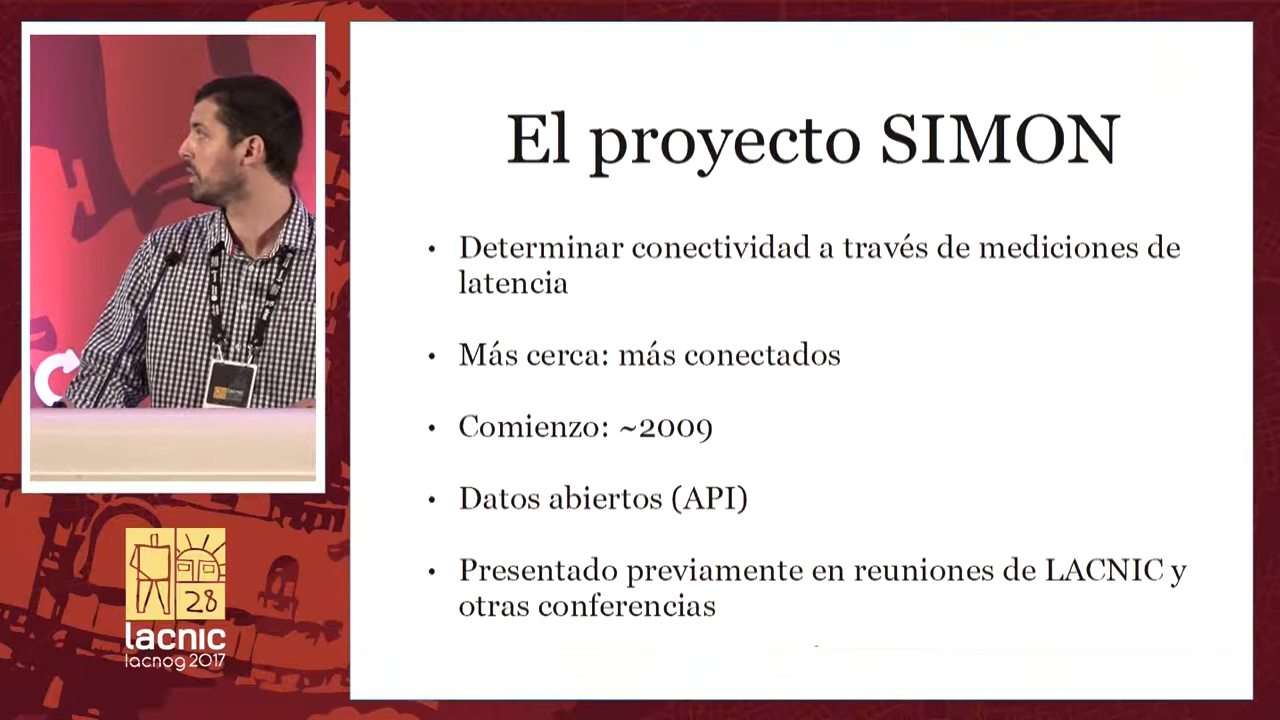 El proyecto SIMON
• Determinar conectividad a través de mediciones de
latencia
• Más cerca: más conectados
• Comienzo: ~2009
• Datos abiertos (API)
• Presentado previamente en reuniones de LACNIC y
otras conferencias
28
lacnic
lacnog 2017
C
lacnic